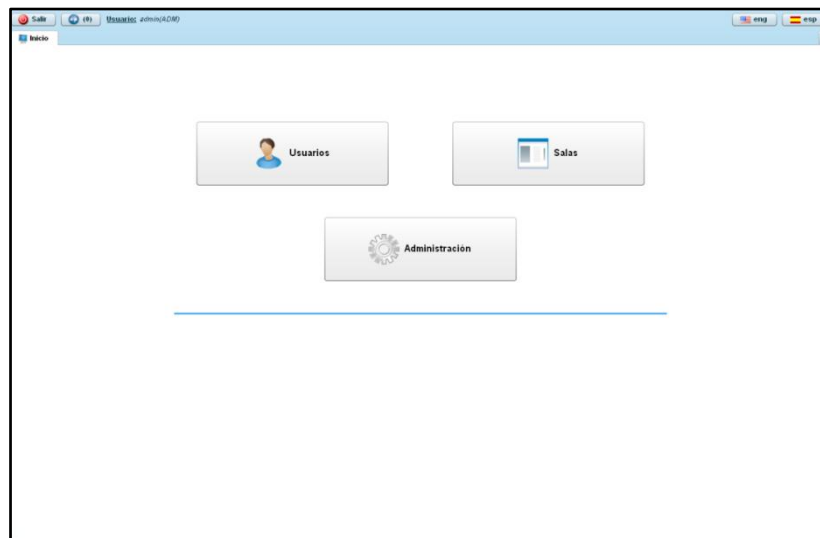 Salir (0) Usuario: admin(ADM) eng esp
Inicio
Usuarios Salas
Administración